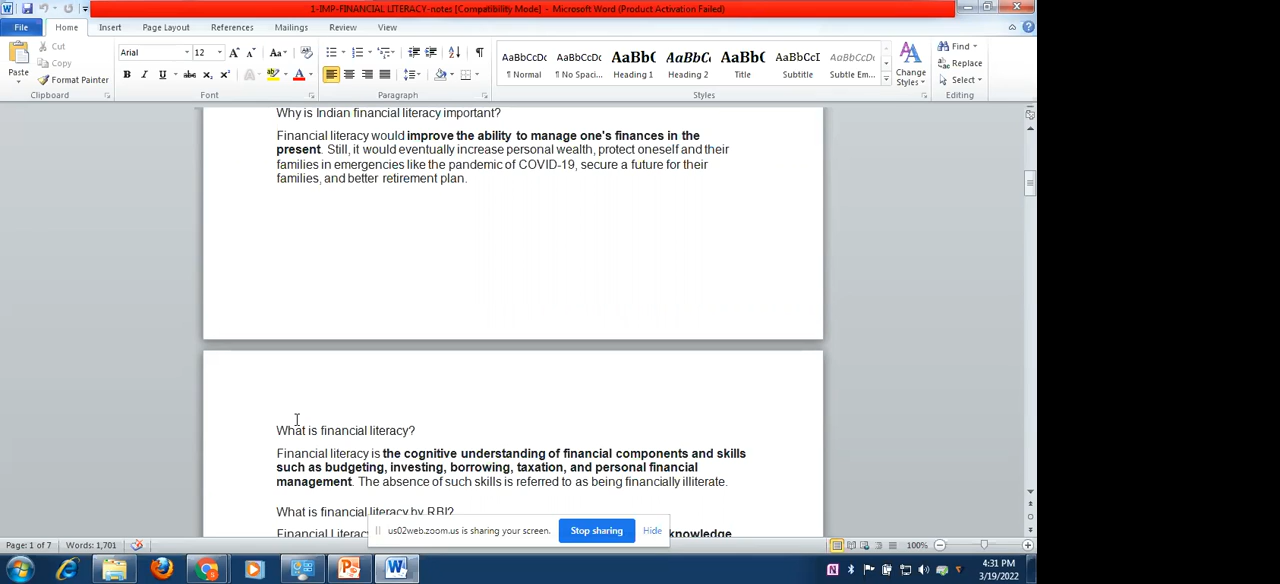 1-IMP-FINANCIAL LITERACY-notes [Compatibility Mode] - Microsoft Word (Product Activation Failed)
File Home Insert Page Layout References Mailings Review View
Paste
Cut
Copy
Format Painter
Clipboard
Arial 12
Aa
B I U abc x₂ x²
A
Font
Paragraph
AaBbCcDc AaBbCcDc AaBbC AaBbCc AaBbC AaBbCcI AaBbCcDc
¶ Normal ¶ No Spaci... Heading 1 Heading 2 Title Subtitle Subtle Em...
Change
Styles
Styles
Find
Replace
Select
Editing
Why is Indian financial literacy important?
Financial literacy would improve the ability to manage one's finances in the
present. Still, it would eventually increase personal wealth, protect oneself and their
families in emergencies like the pandemic of COVID-19, secure a future for their
families, and better retirement plan.
What is financial literacy?
Financial literacy is the cognitive understanding of financial components and skills
such as budgeting, investing, borrowing, taxation, and personal financial
management. The absence of such skills is referred to as being financially illiterate.
What is financial literacy by RBI?
Financial Literac
knowledge
us02web.zoom.us is sharing your screen. Stop sharing Hide
Page: 1 of 7 Words: 1,701 100%
4:31 PM
3/19/2022